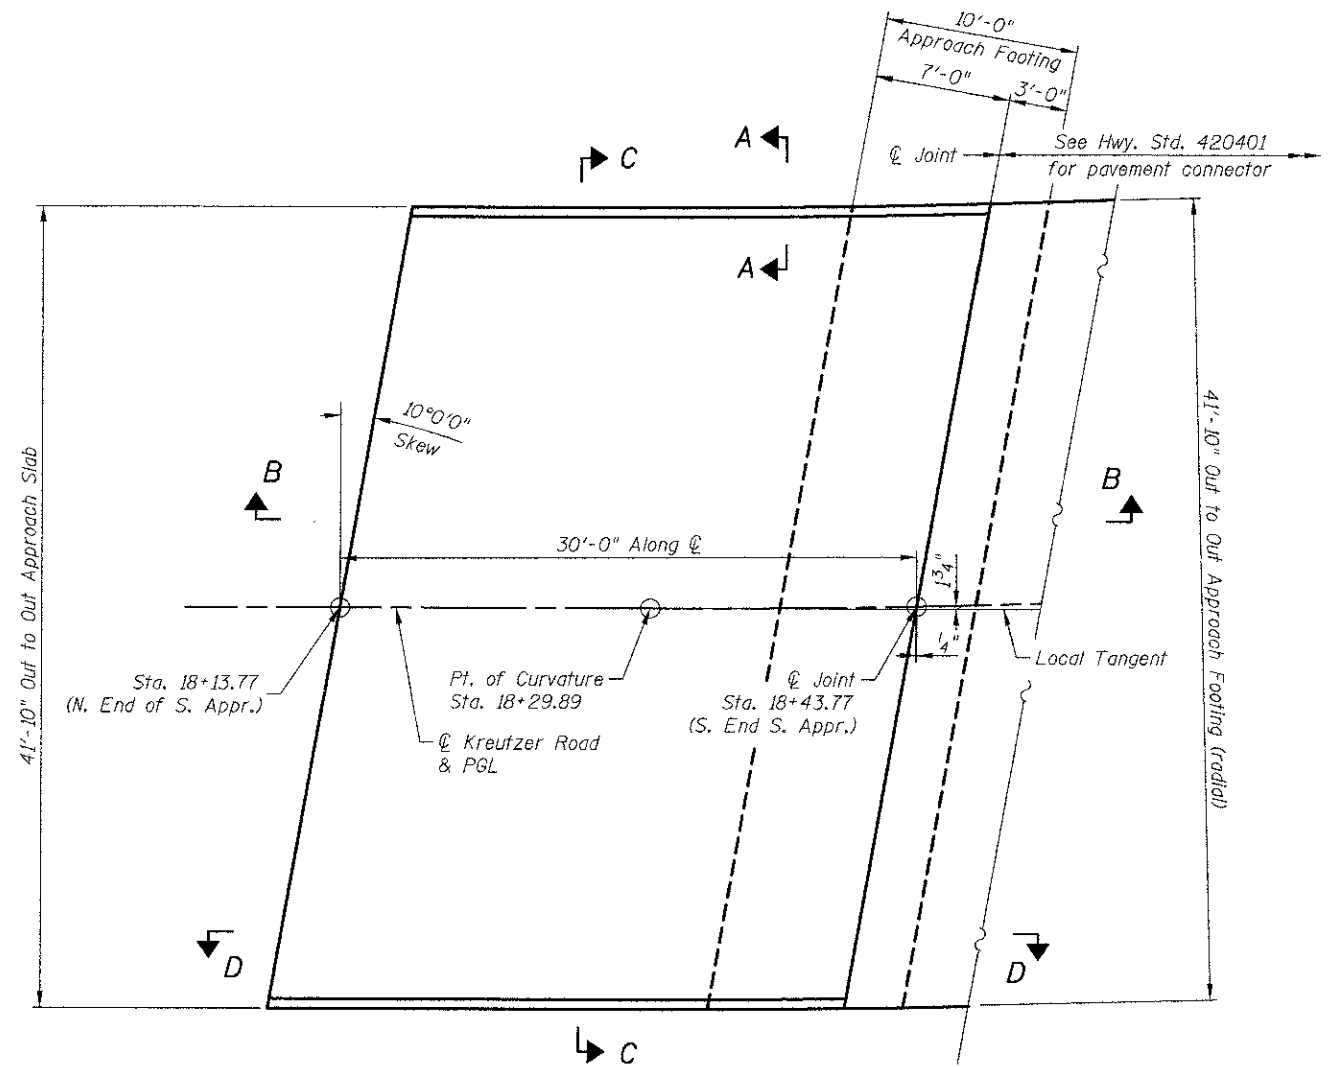 10'-0"
Approach Footing
7'-0"
3'-0"
A
C
℄ Joint
See Hwy. Std. 420401
for pavement connector
A
41'-10" Out to Out Approach Slab
10°0'0"
Skew
41'-10" Out to Out Approach Footing (radial)
B
B
30'-0" Along ℄
1¾"
¼"
Local Tangent
Sta. 18+13.77
(N. End of S. Appr.)
Pt. of Curvature
Sta. 18+29.89
℄ Joint
Sta. 18+43.77
(S. End S. Appr.)
℄ Kreutzer Road
& PGL
D
D
C